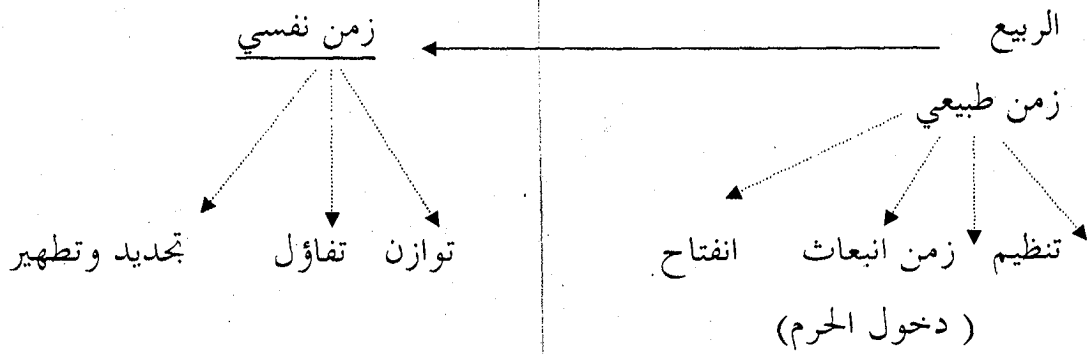 الربيع زمن نفسي
زمن طبيعي
تنظيم زمن انبعاث انفتاح توازن تفاؤل تجديد وتطهير
( دخول الحرم)